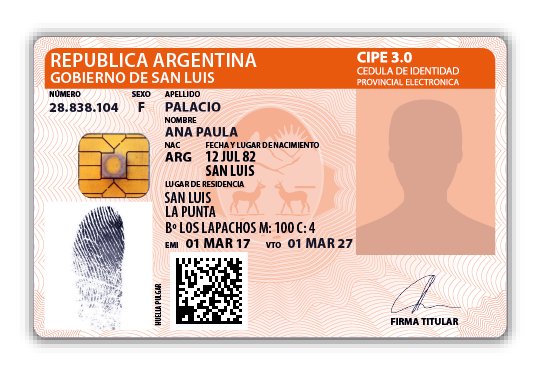 REPUBLICA ARGENTINA
GOBIERNO DE SAN LUIS
CIPE 3.0
CEDULA DE IDENTIDAD
PROVINCIAL ELECTRONICA
NÚMERO SEXO APELLIDO
28.838.104 F PALACIO
NOMBRE
ANA PAULA
NAC FECHA Y LUGAR DE NACIMIENTO
ARG 12 JUL 82
SAN LUIS
LUGAR DE RESIDENCIA
SAN LUIS
LA PUNTA
Bº LOS LAPACHOS M: 100 C: 4
EMI 01 MAR 17 VTO 01 MAR 27
HUELLA PULGAR
FIRMA TITULAR